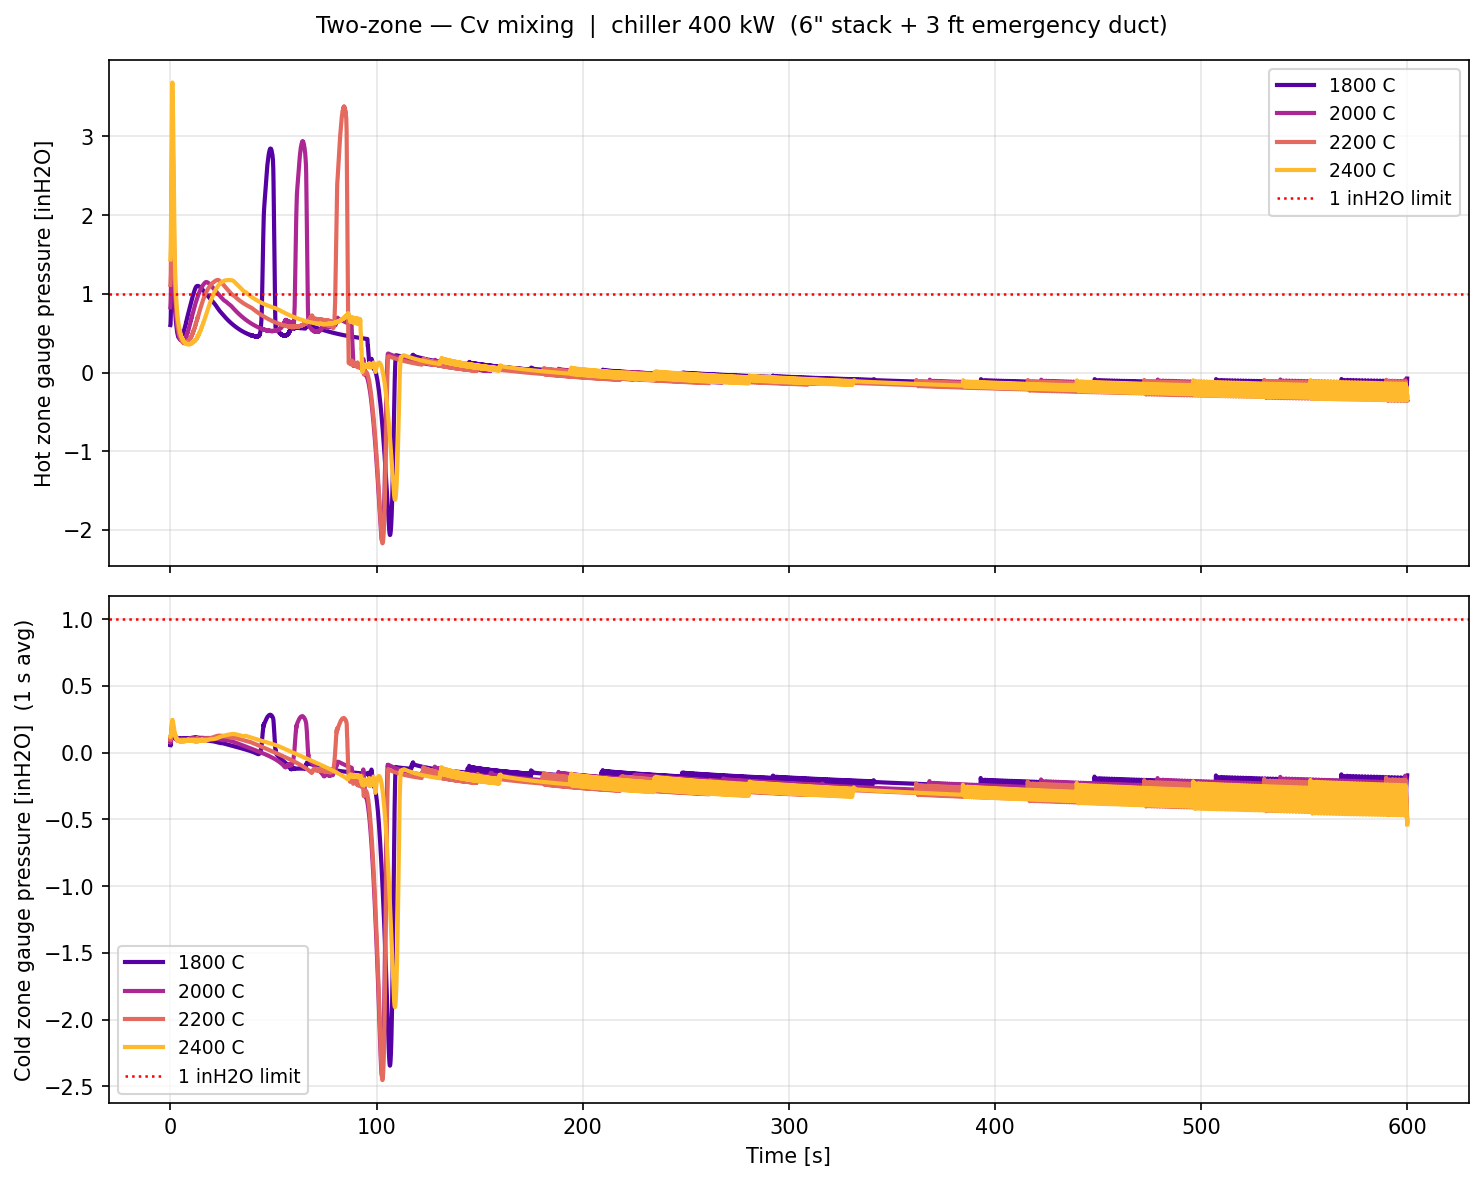 Two-zone — Cv mixing  |  chiller 400 kW  (6" stack + 3 ft emergency duct)
Hot zone gauge pressure [inH2O]
3
2
1
0
−1
−2
1800 C
2000 C
2200 C
2400 C
1 inH2O limit
Cold zone gauge pressure [inH2O]  (1 s avg)
1.0
0.5
0.0
−0.5
−1.0
−1.5
−2.0
−2.5
1800 C
2000 C
2200 C
2400 C
1 inH2O limit
0
100
200
300
400
500
600
Time [s]